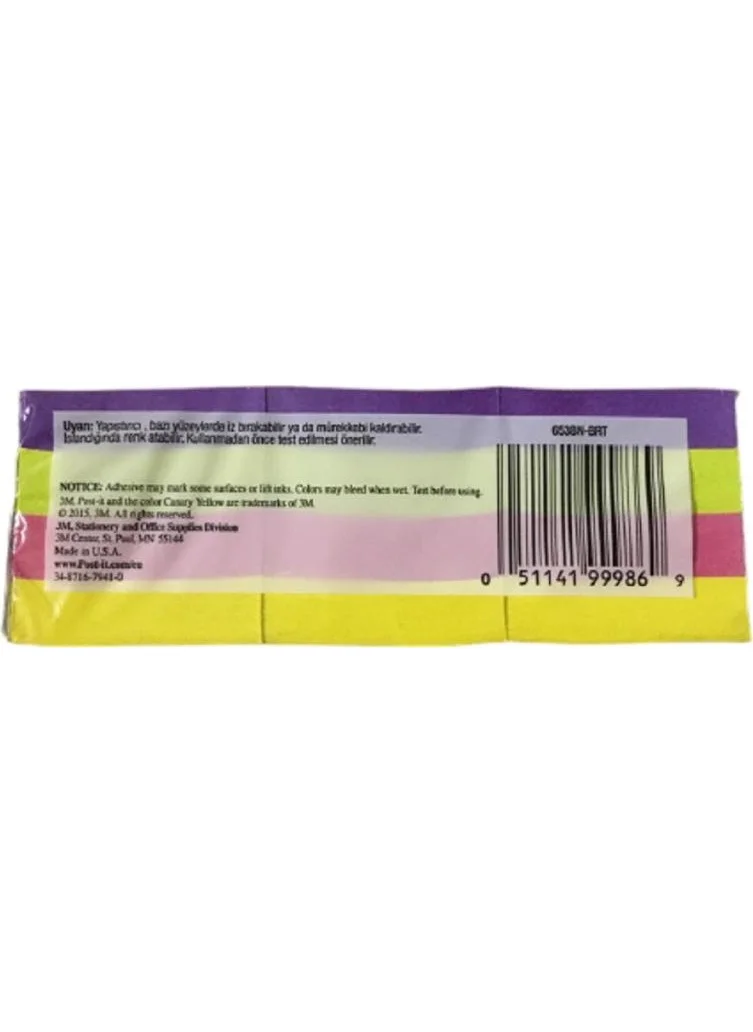 Uyarı: Yapıştırıcı , bazı yüzeylerde iz bırakabilir ya da mürekkebi kaldırabilir.
Islandığında renk atabilir. Kullanmadan önce test edilmesi önerilir.
653BN-BRT
NOTICE: Adhesive may mark some surfaces or lift inks. Colors may bleed when wet. Test before using.
3M, Post-it and the color Canary Yellow are trademarks of 3M.
© 2015, 3M. All rights reserved.
3M, Stationery and Office Supplies Division
3M Center, St. Paul, MN 55144
Made in U.S.A.
www.Post-it.com/eu
34-8716-7941-0
0 51141 99986 9